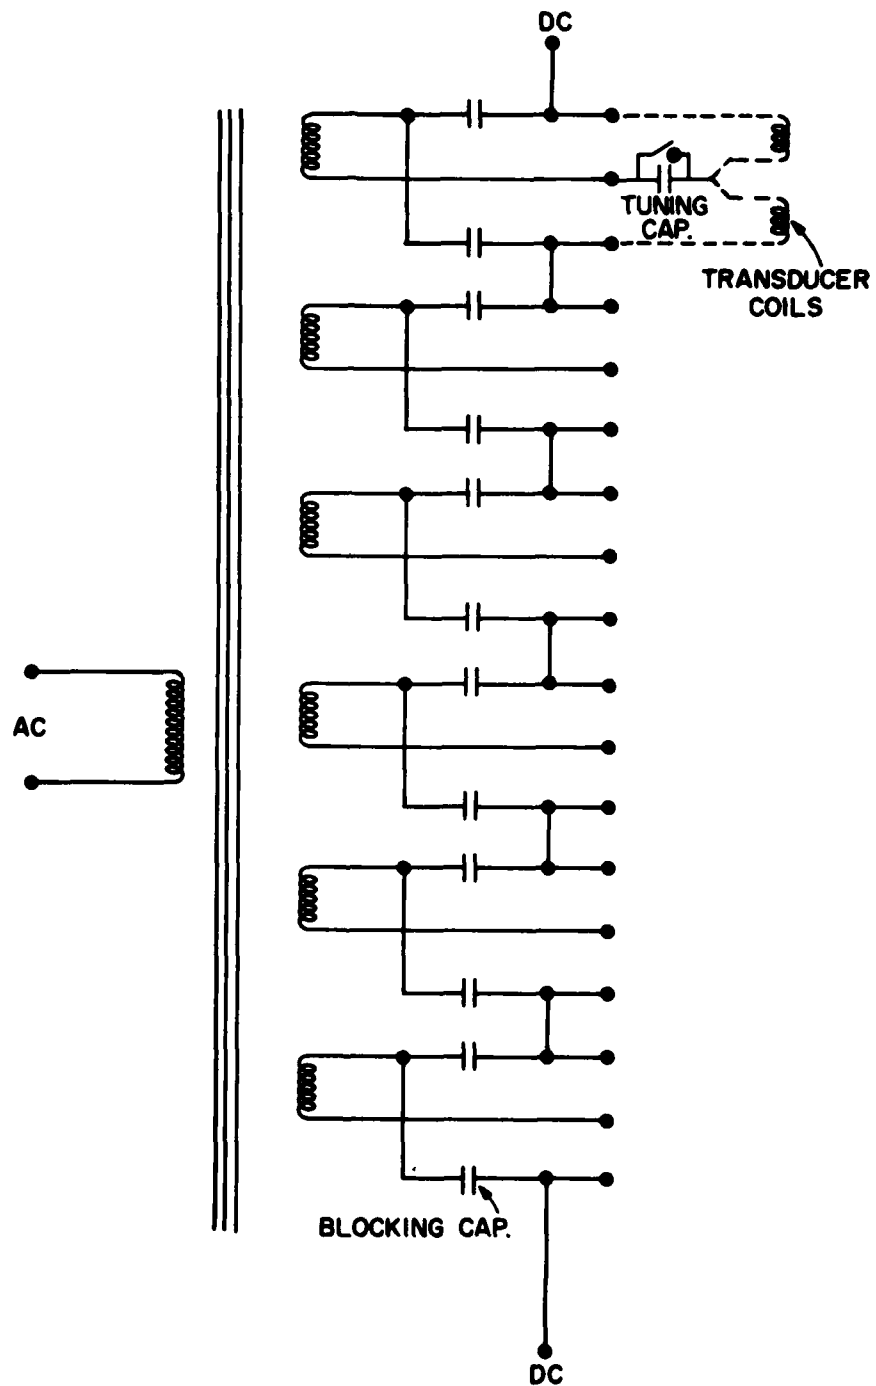 DC
TUNING
CAP.
TRANSDUCER
COILS
AC
BLOCKING CAP.
DC